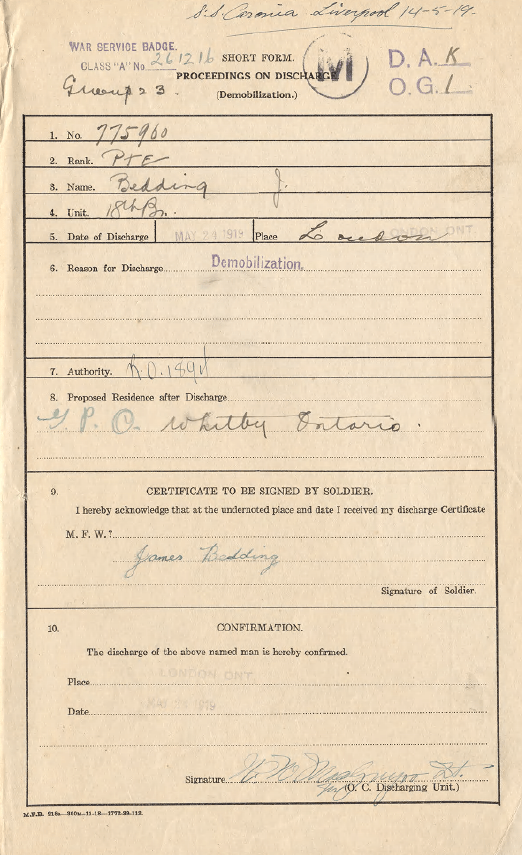 S.S. Caronia Liverpool 14-5-19.
WAR SERVICE BADGE.
CLASS "A" No 261216
SHORT FORM.
M
D.A. K
PROCEEDINGS ON DISCHARGE
O.G. L.
Group 23.
(Demobilization.)
1. No. 775960
2. Rank. Pte
3. Name. Bedding J.
4. Unit. 18th Bn.
5. Date of Discharge MAY 24 1919 Place London LONDON ONT.
6. Reason for Discharge Demobilization.
7. Authority. R.O. 1894
8. Proposed Residence after Discharge
G. P. O. Whitby Ontario.
9. CERTIFICATE TO BE SIGNED BY SOLDIER.
I hereby acknowledge that at the undernoted place and date I received my discharge Certificate
M. F. W.?
James Bedding
Signature of Soldier.
10. CONFIRMATION.
The discharge of the above named man is hereby confirmed.
Place LONDON ONT.
Date MAY 1919
Signature Lt.
for (O. C. Discharging Unit.)